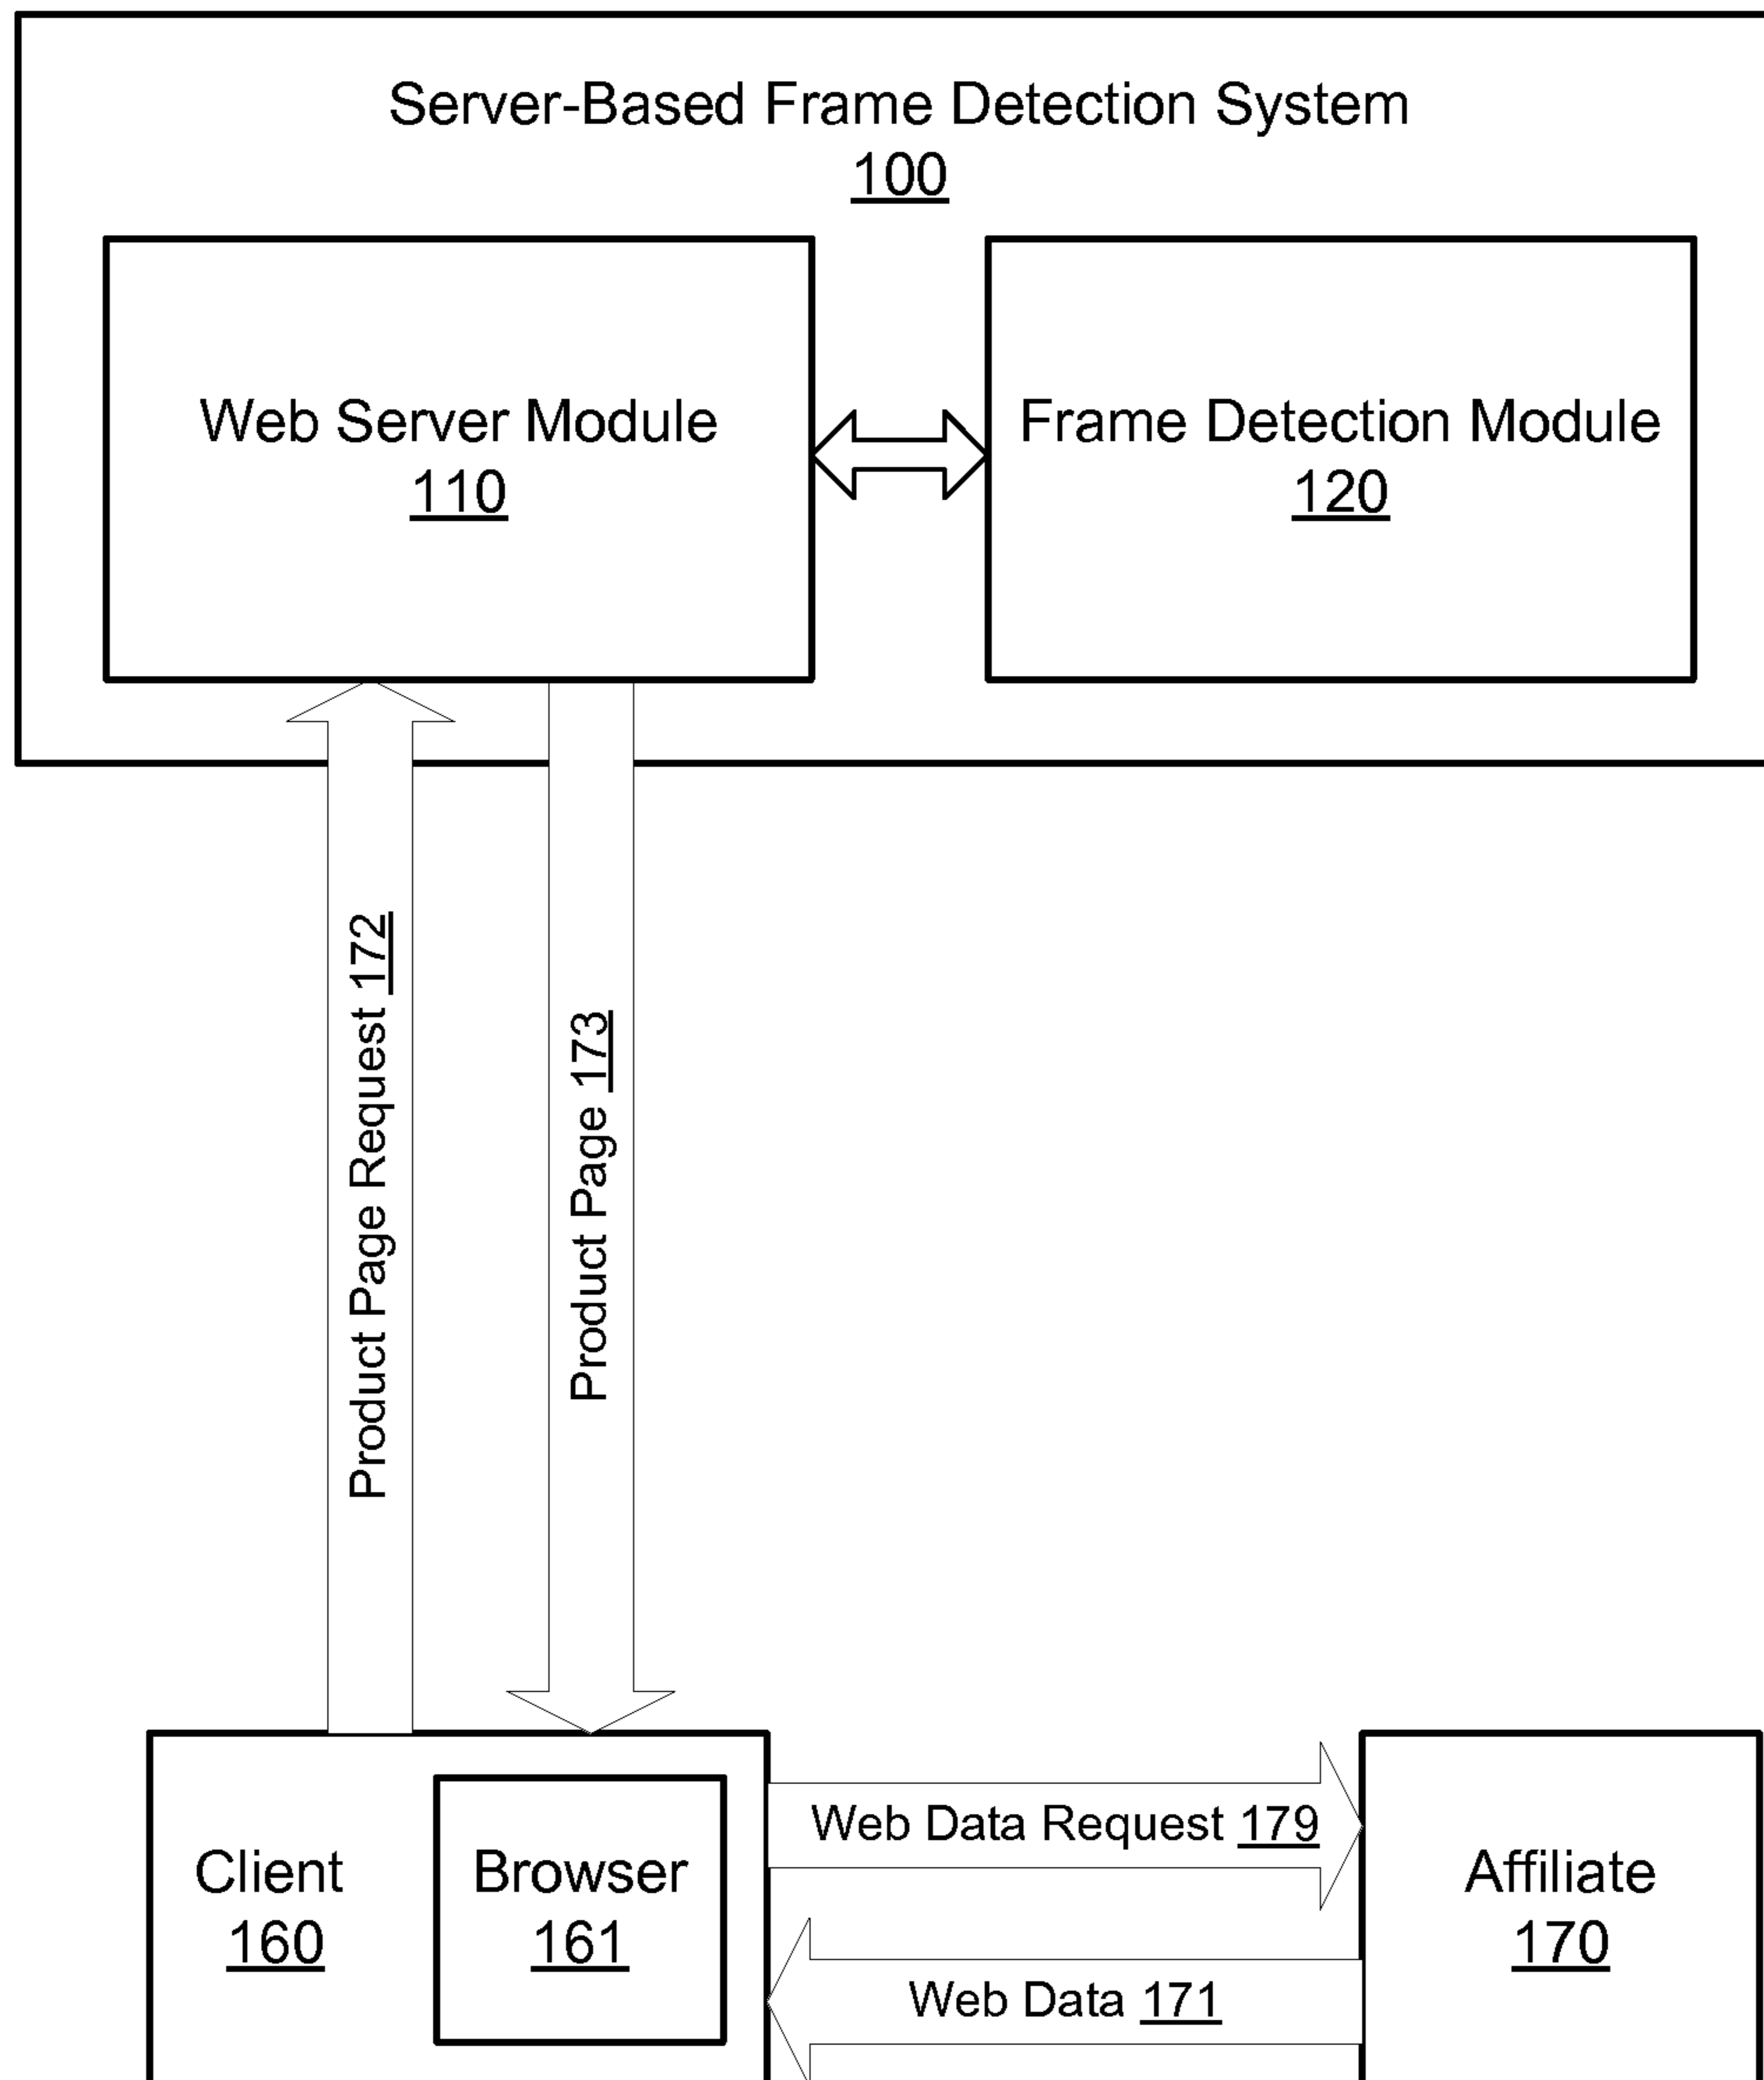 Server-Based Frame Detection System
100
Web Server Module
110
Frame Detection Module
120
Product Page Request 172
Product Page 173
Client
160
Browser
161
Web Data Request 179
Web Data 171
Affiliate
170